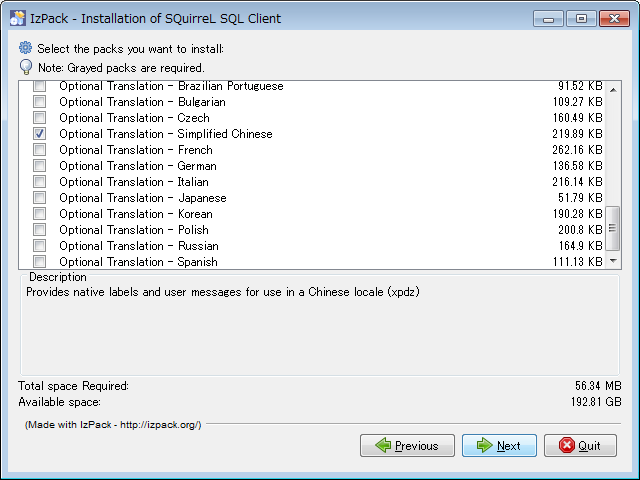 IzPack - Installation of SQuirreL SQL Client
Select the packs you want to install:
Note: Grayed packs are required.
Optional Translation - Brazilian Portuguese 91.52 KB
Optional Translation - Bulgarian 109.27 KB
Optional Translation - Czech 160.49 KB
Optional Translation - Simplified Chinese 219.89 KB
Optional Translation - French 262.16 KB
Optional Translation - German 136.58 KB
Optional Translation - Italian 216.14 KB
Optional Translation - Japanese 51.79 KB
Optional Translation - Korean 190.28 KB
Optional Translation - Polish 200.8 KB
Optional Translation - Russian 164.9 KB
Optional Translation - Spanish 111.13 KB
Description
Provides native labels and user messages for use in a Chinese locale (xpdz)
Total space Required: 56.34 MB
Available space: 192.81 GB
(Made with IzPack - http://izpack.org/)
Previous Next Quit